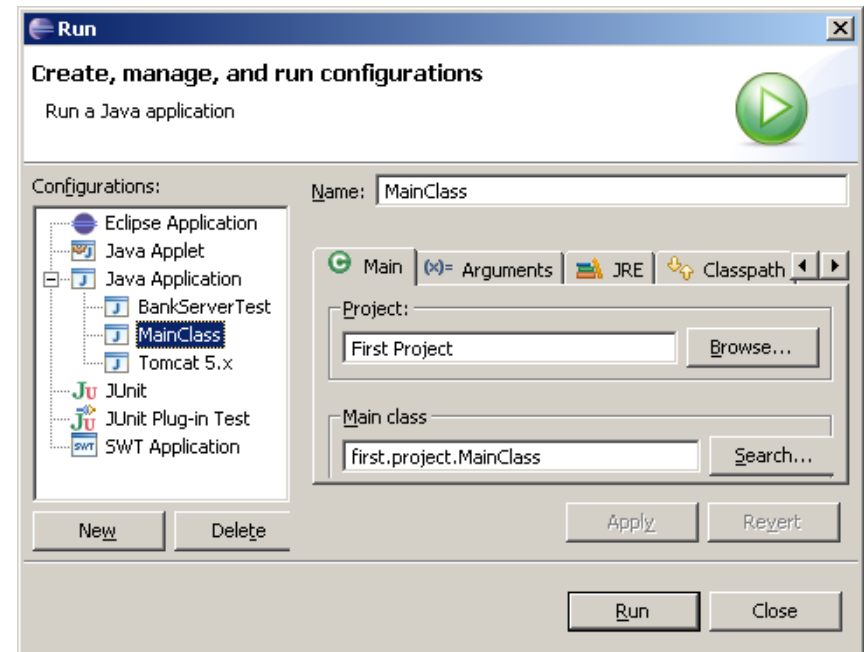 Run
Create, manage, and run configurations
Run a Java application
Configurations:
Eclipse Application
Java Applet
Java Application
BankServerTest
MainClass
Tomcat 5.x
JUnit
JUnit Plug-in Test
SWT Application
New
Delete
Name: MainClass
Main (x)= Arguments JRE Classpath
Project:
First Project Browse...
Main class
first.project.MainClass Search...
Apply Revert
Run Close